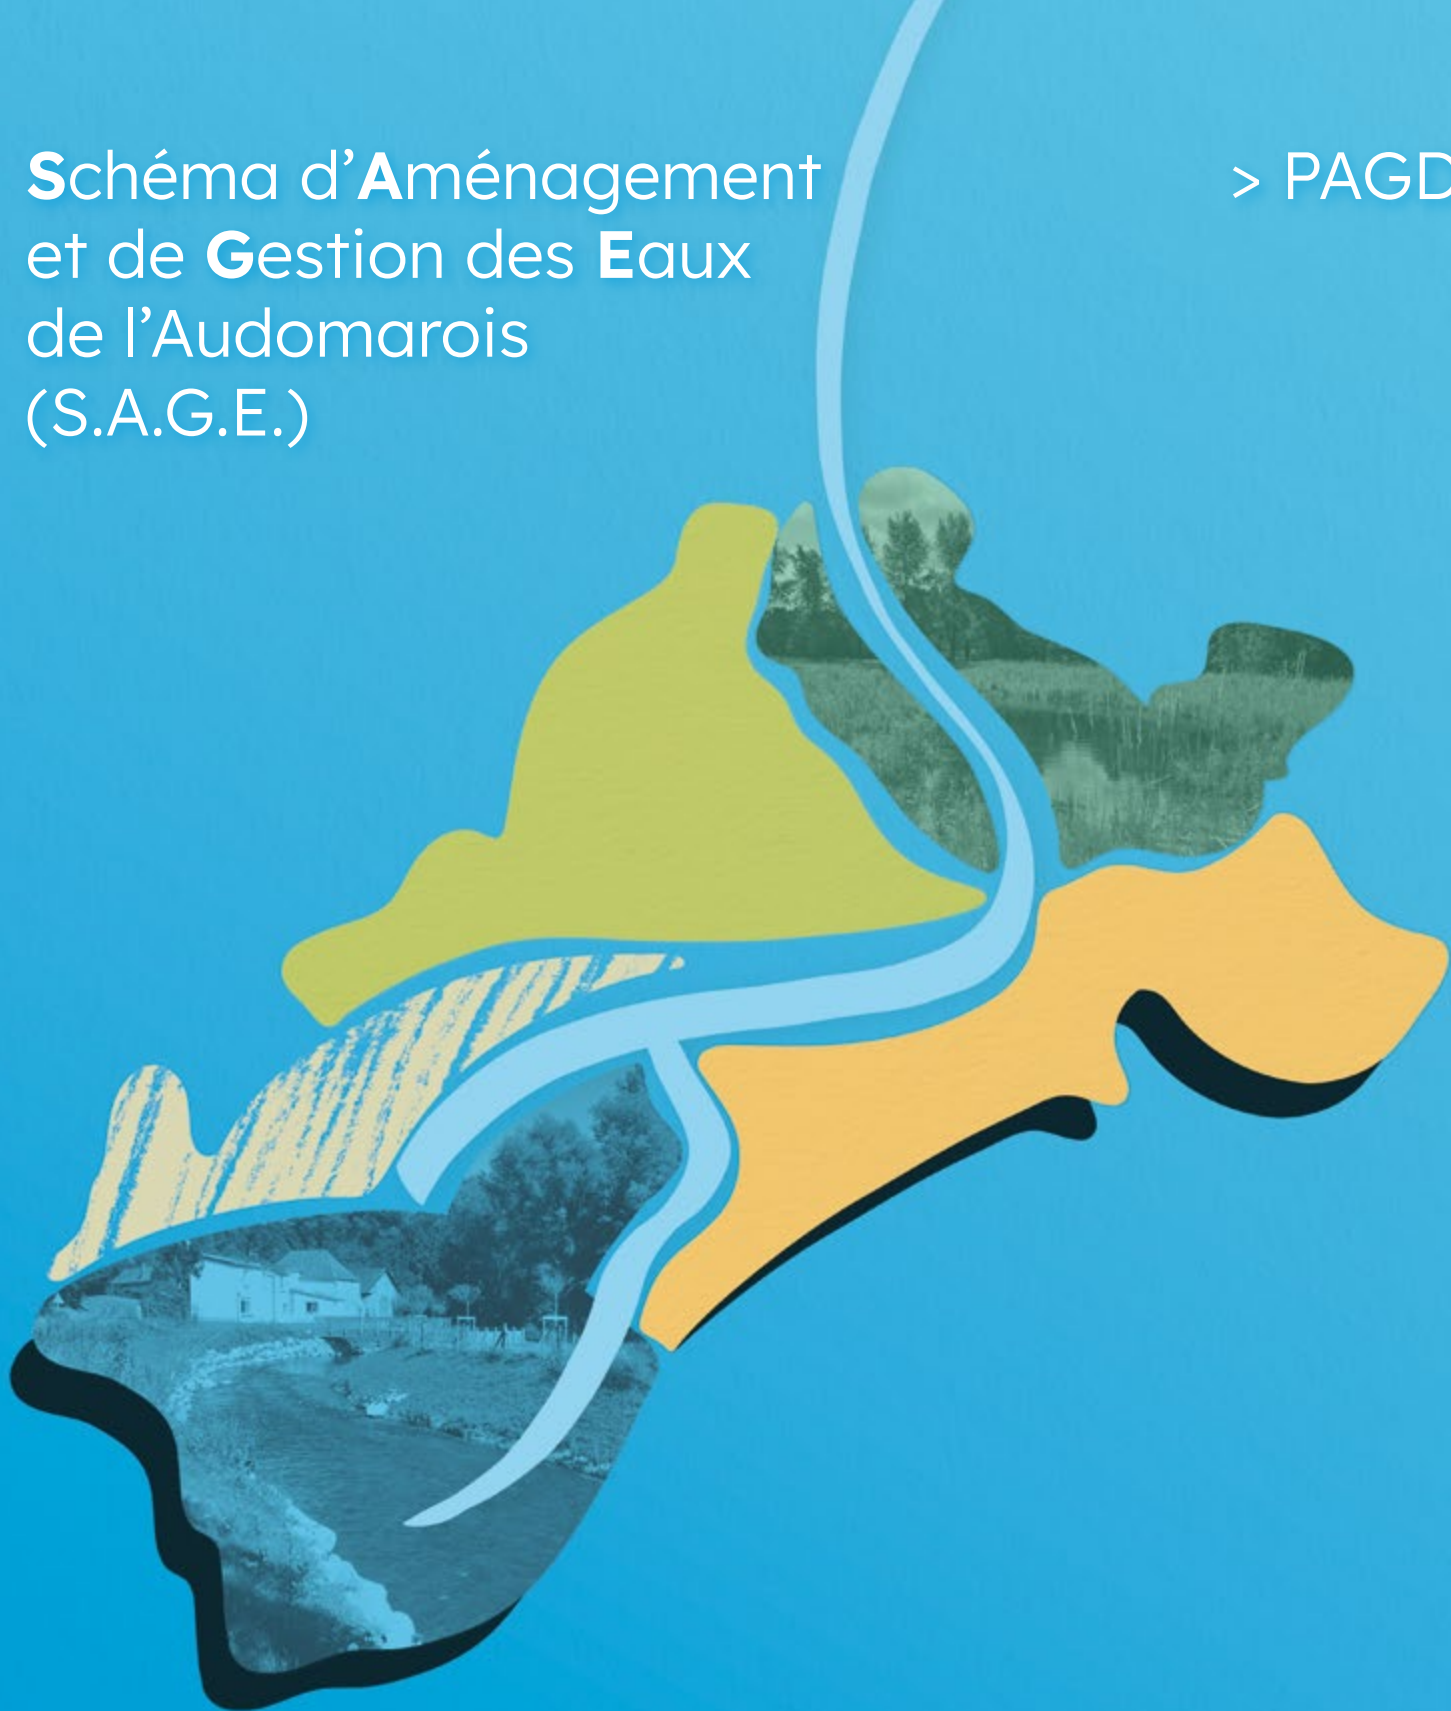 Schéma d’Aménagement
et de Gestion des Eaux
de l’Audomarois
(S.A.G.E.)
> PAGD